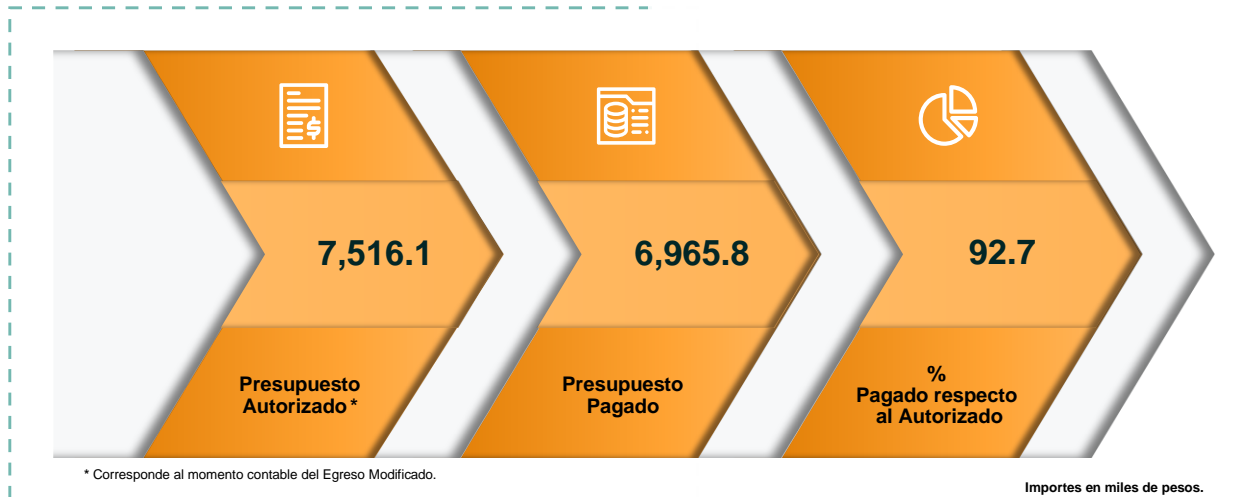 7,516.1
6,965.8
92.7
Presupuesto
Autorizado *
Presupuesto
Pagado
%
Pagado respecto
al Autorizado
* Corresponde al momento contable del Egreso Modificado.
Importes en miles de pesos.